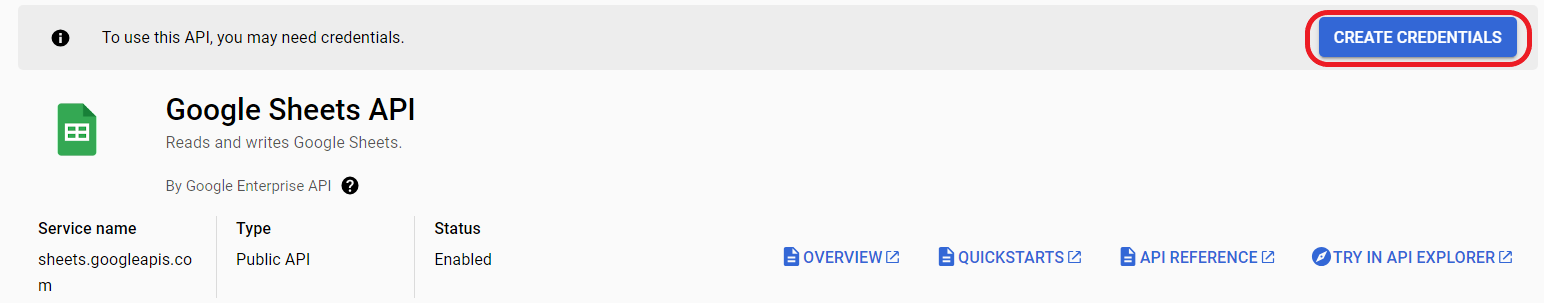 To use this API, you may need credentials.
CREATE CREDENTIALS
Google Sheets API
Reads and writes Google Sheets.
By Google Enterprise API
Service name
Type
Status
sheets.googleapis.co
m
Public API
Enabled
OVERVIEW
QUICKSTARTS
API REFERENCE
TRY IN API EXPLORER